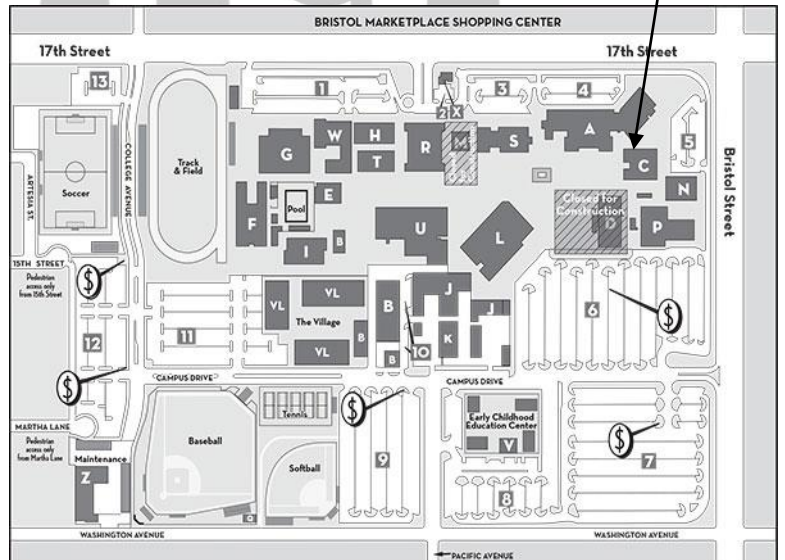 BRISTOL MARKETPLACE SHOPPING CENTER
17th Street
17th Street
13
1
2
X
3
4
5
COLLEGE AVENUE
Track
& Field
Soccer
ARTESIA ST.
G
W
H
T
R
M
S
A
C
N
Bristol Street
F
E
Pool
I
B
U
L
Closed for
Construction
D
P
15TH STREET
Pedestrian
access only
from 15th Street
$
12
11
VL
VL
The Village
VL
B
B
B
10
J
J
K
6
$
$
CAMPUS DRIVE
CAMPUS DRIVE
MARTHA LANE
Pedestrian
access only
from Martha Lane
Maintenance
Z
Baseball
Tennis
Softball
$
9
Early Childhood
Education Center
V
8
$
7
WASHINGTON AVENUE
WASHINGTON AVENUE
PACIFIC AVENUE